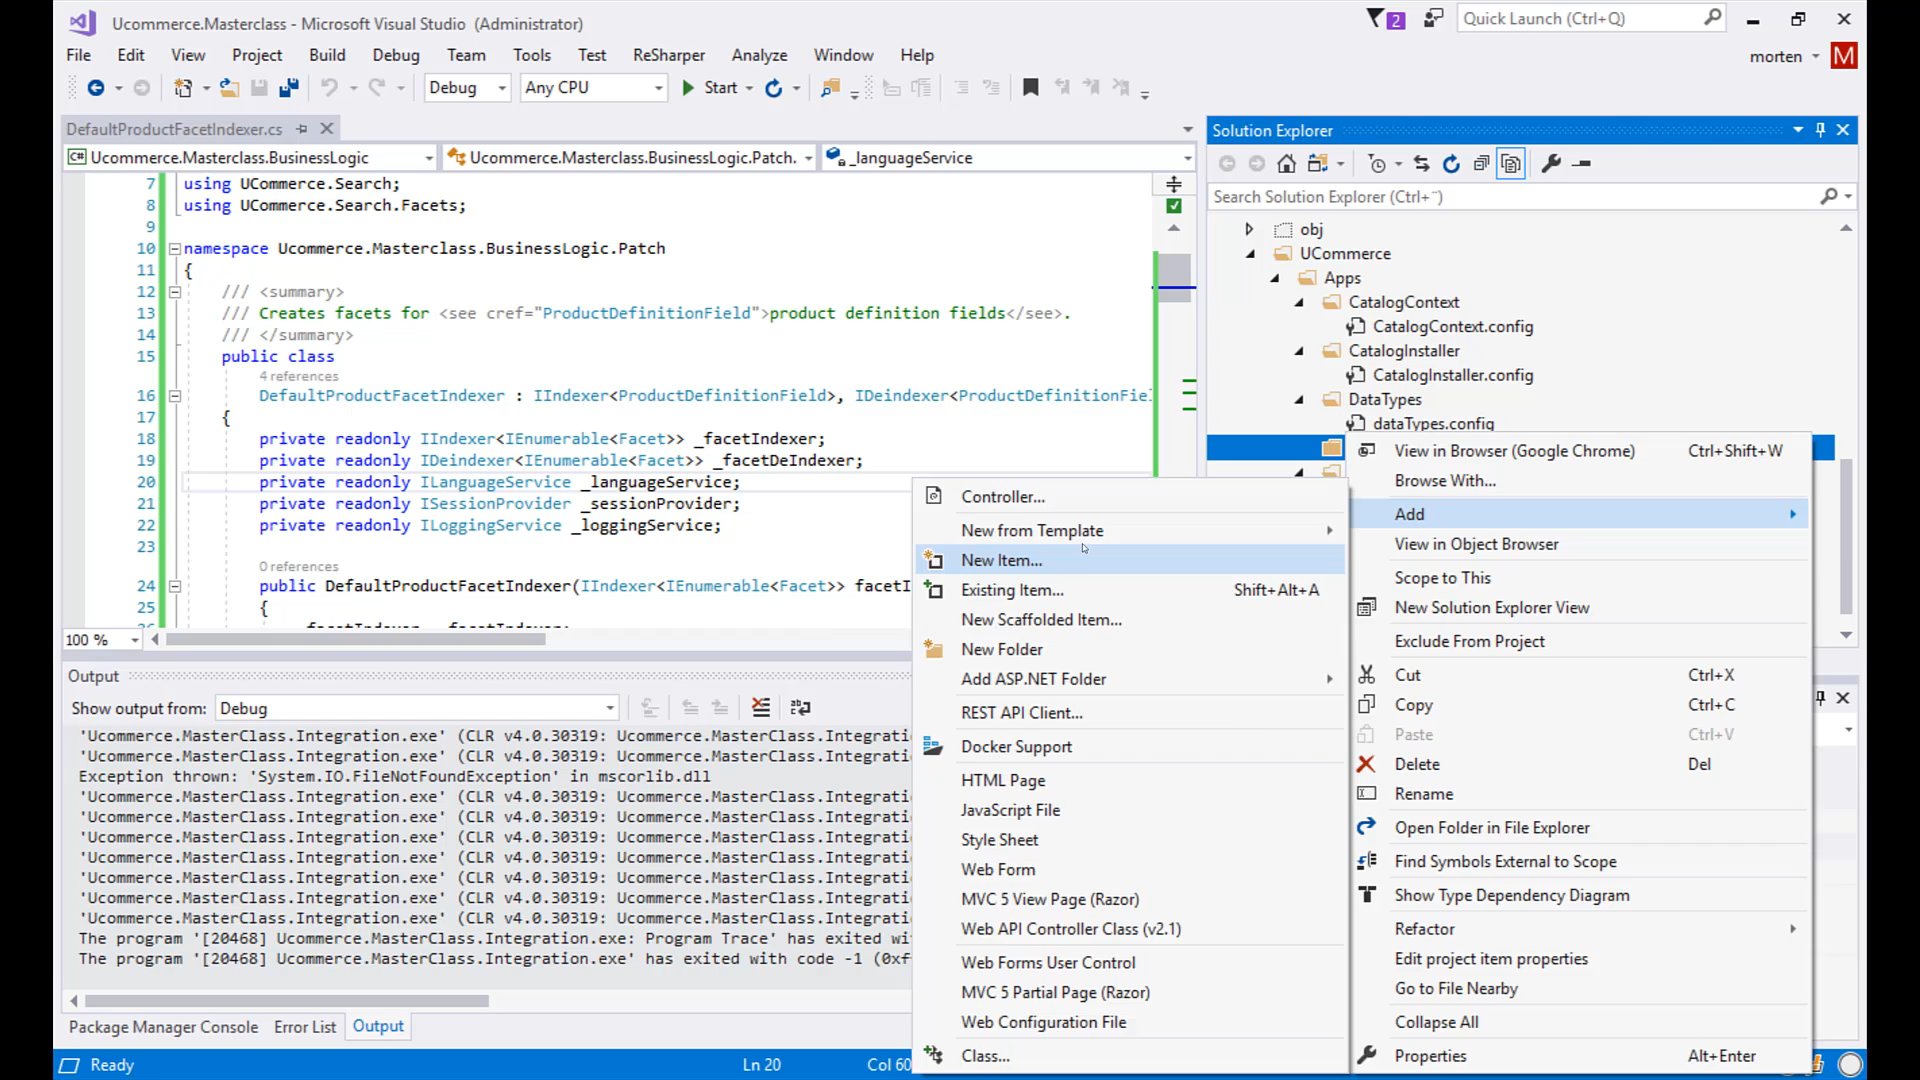 Ucommerce.Masterclass - Microsoft Visual Studio (Administrator)
2
Quick Launch (Ctrl+Q)
File Edit View Project Build Debug Team Tools Test ReSharper Analyze Window Help
morten M
Debug Any CPU Start
DefaultProductFacetIndexer.cs
C# Ucommerce.Masterclass.BusinessLogic
Ucommerce.Masterclass.BusinessLogic.Patch.
_languageService
7 using UCommerce.Search;
8 using UCommerce.Search.Facets;
9
10 namespace Ucommerce.Masterclass.BusinessLogic.Patch
11 {
12 /// <summary>
13 /// Creates facets for <see cref="ProductDefinitionField">product definition fields</see>.
14 /// </summary>
15 public class
4 references
16 DefaultProductFacetIndexer : IIndexer<ProductDefinitionField>, IDeindexer<ProductDefinitionFie
17 {
18 private readonly IIndexer<IEnumerable<Facet>> _facetIndexer;
19 private readonly IDeindexer<IEnumerable<Facet>> _facetDeIndexer;
20 private readonly ILanguageService _languageService;
21 private readonly ISessionProvider _sessionProvider;
22 private readonly ILoggingService _loggingService;
23
0 references
24 public DefaultProductFacetIndexer(IIndexer<IEnumerable<Facet>> facetI
25 {
100 %
Output
Show output from: Debug
'Ucommerce.MasterClass.Integration.exe' (CLR v4.0.30319: Ucommerce.MasterClass.Integrati
'Ucommerce.MasterClass.Integration.exe' (CLR v4.0.30319: Ucommerce.MasterClass.Integrati
Exception thrown: 'System.IO.FileNotFoundException' in mscorlib.dll
'Ucommerce.MasterClass.Integration.exe' (CLR v4.0.30319: Ucommerce.MasterClass.Integrati
'Ucommerce.MasterClass.Integration.exe' (CLR v4.0.30319: Ucommerce.MasterClass.Integrati
'Ucommerce.MasterClass.Integration.exe' (CLR v4.0.30319: Ucommerce.MasterClass.Integrati
'Ucommerce.MasterClass.Integration.exe' (CLR v4.0.30319: Ucommerce.MasterClass.Integrati
'Ucommerce.MasterClass.Integration.exe' (CLR v4.0.30319: Ucommerce.MasterClass.Integrati
'Ucommerce.MasterClass.Integration.exe' (CLR v4.0.30319: Ucommerce.MasterClass.Integrati
'Ucommerce.MasterClass.Integration.exe' (CLR v4.0.30319: Ucommerce.MasterClass.Integrati
The program '[20468] Ucommerce.MasterClass.Integration.exe: Program Trace' has exited wi
The program '[20468] Ucommerce.MasterClass.Integration.exe' has exited with code -1 (0xf
Package Manager Console Error List Output
Ready Ln 20 Col 60
Solution Explorer
Search Solution Explorer (Ctrl+¨)
obj
UCommerce
Apps
CatalogContext
CatalogContext.config
CatalogInstaller
CatalogInstaller.config
DataTypes
dataTypes.config
Controller...
New from Template
New Item...
Existing Item... Shift+Alt+A
New Scaffolded Item...
New Folder
Add ASP.NET Folder
REST API Client...
Docker Support
HTML Page
JavaScript File
Style Sheet
Web Form
MVC 5 View Page (Razor)
Web API Controller Class (v2.1)
Web Forms User Control
MVC 5 Partial Page (Razor)
Web Configuration File
Class...
View in Browser (Google Chrome) Ctrl+Shift+W
Browse With...
Add
View in Object Browser
Scope to This
New Solution Explorer View
Exclude From Project
Cut Ctrl+X
Copy Ctrl+C
Paste Ctrl+V
Delete Del
Rename
Open Folder in File Explorer
Find Symbols External to Scope
Show Type Dependency Diagram
Refactor
Edit project item properties
Go to File Nearby
Collapse All
Properties Alt+Enter